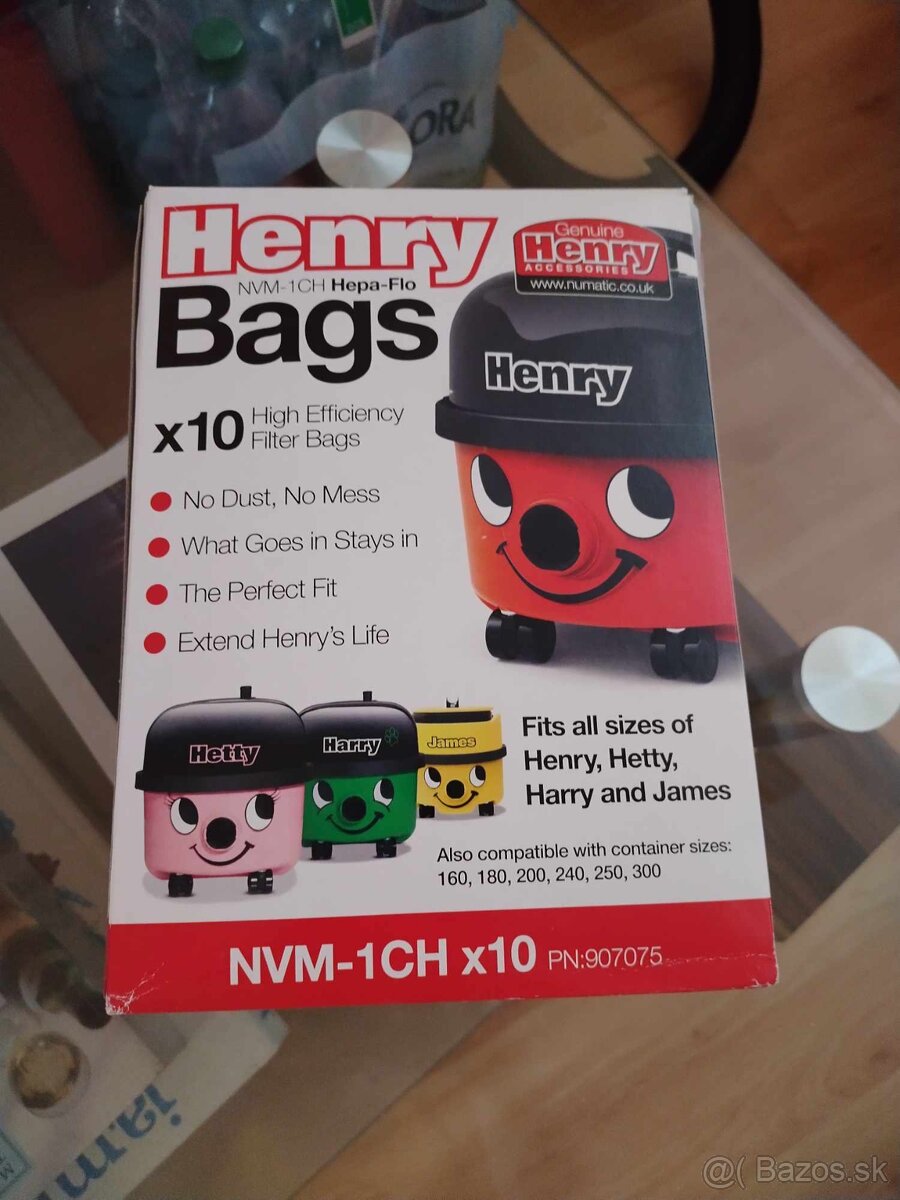 ORA
Henry
NVM-1CH Hepa-Flo
Bags
Genuine
Henry
ACCESSORIES
www.numatic.co.uk
Henry
x10 High Efficiency
Filter Bags
No Dust, No Mess
What Goes in Stays in
The Perfect Fit
Extend Henry's Life
Hetty
Harry
James
Fits all sizes of
Henry, Hetty,
Harry and James
Also compatible with container sizes:
160, 180, 200, 240, 250, 300
NVM-1CH x10 PN:907075
i.am
@( Bazos.sk